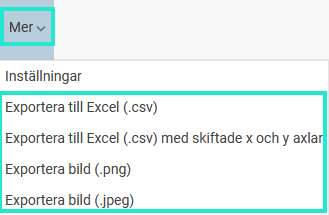 Mer
Inställningar
Exportera till Excel (.csv)
Exportera till Excel (.csv) med skiftade x och y axlar
Exportera bild (.png)
Exportera bild (.jpeg)